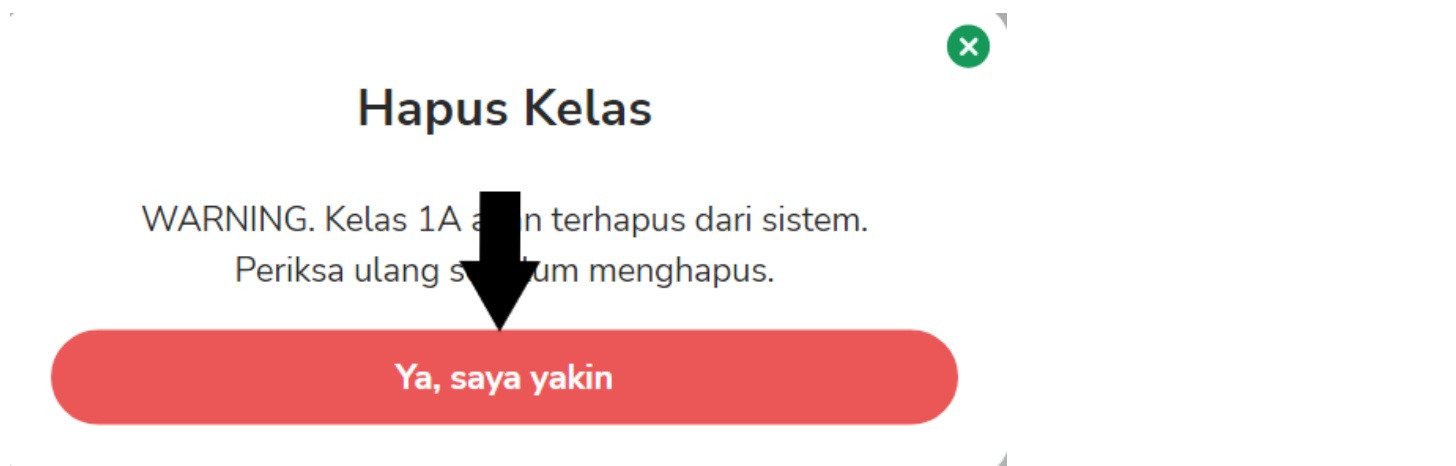 Hapus Kelas
WARNING. Kelas 1A terhapus dari sistem.
Periksa ulang menghapus.
Ya, saya yakin